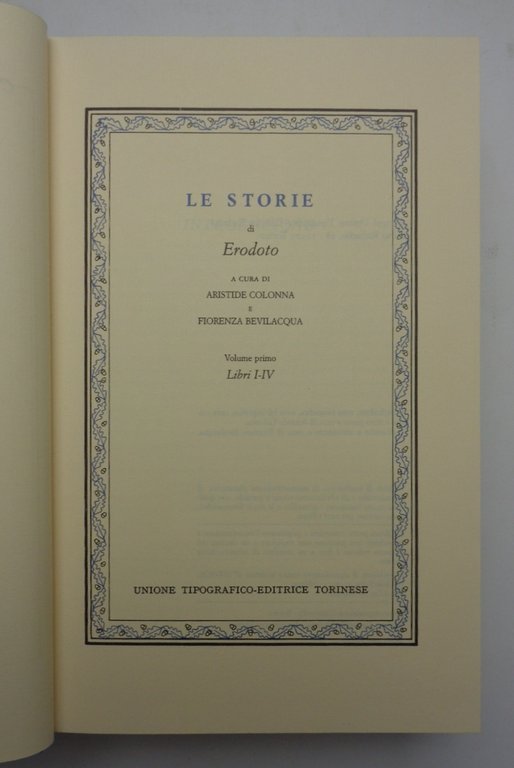 LE STORIE
di
Erodoto
A CURA DI
ARISTIDE COLONNA
E
FIORENZA BEVILACQUA
Volume primo
Libri I-IV
UNIONE TIPOGRAFICO-EDITRICE TORINESE